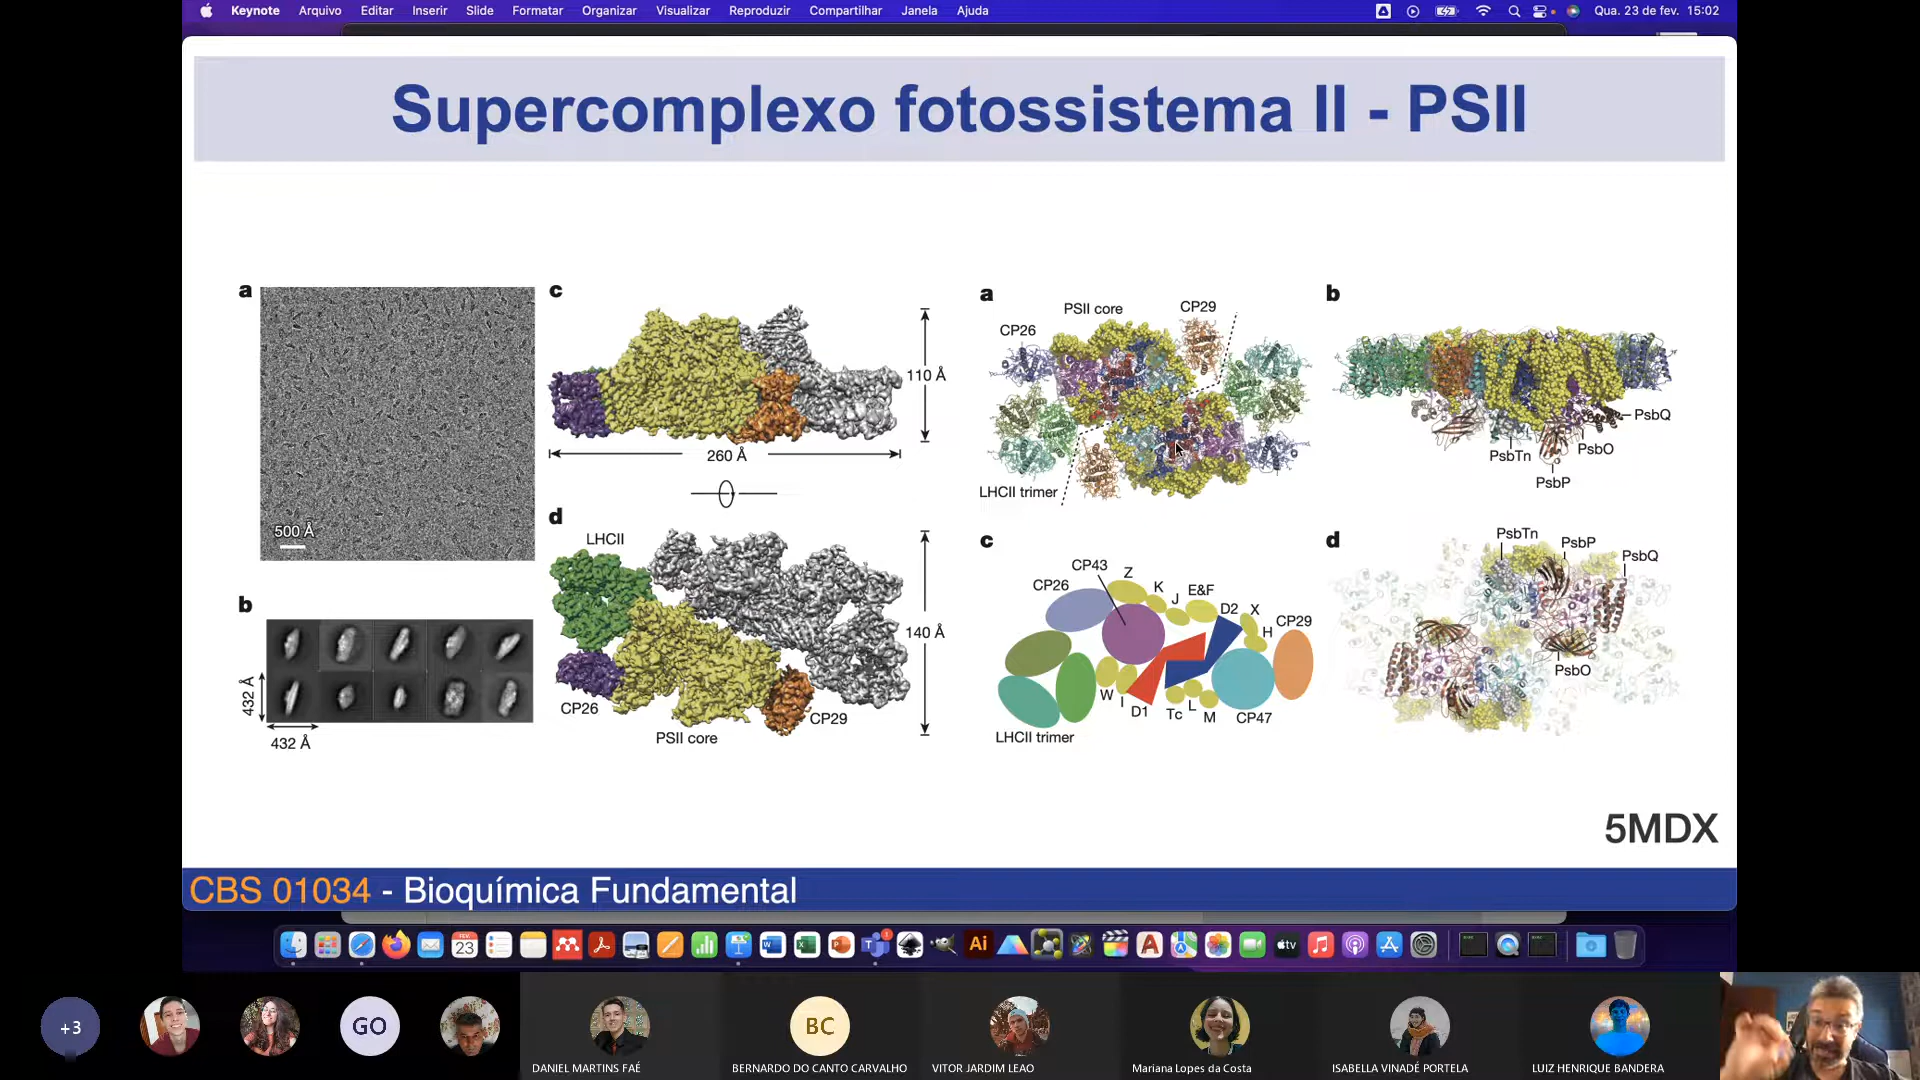 Keynote Arquivo Editar Inserir Slide Formatar Organizar Visualizar Reproduzir Compartilhar Janela Ajuda
Qua. 23 de fev. 15:02
Supercomplexo fotossistema II - PSII
a
500 Å
b
432 Å
432 Å
c
110 Å
260 Å
d
LHCII
140 Å
CP26
CP29
PSII core
a
PSII core
CP29
CP26
LHCII trimer
b
PsbQ
PsbO
PsbTn
PsbP
c
CP43
CP26
Z
K
J
E&F
D2
X
H
CP29
W
I
D1
Tc
L
M
CP47
LHCII trimer
d
PsbTn
PsbP
PsbQ
PsbO
5MDX
CBS 01034 - Bioquímica Fundamental
FEV.
23
Ai
tv
+3
GO
BC
DANIEL MARTINS FAÉ
BERNARDO DO CANTO CARVALHO
VITOR JARDIM LEAO
Mariana Lopes da Costa
ISABELLA VINADÉ PORTELA
LUIZ HENRIQUE BANDERA